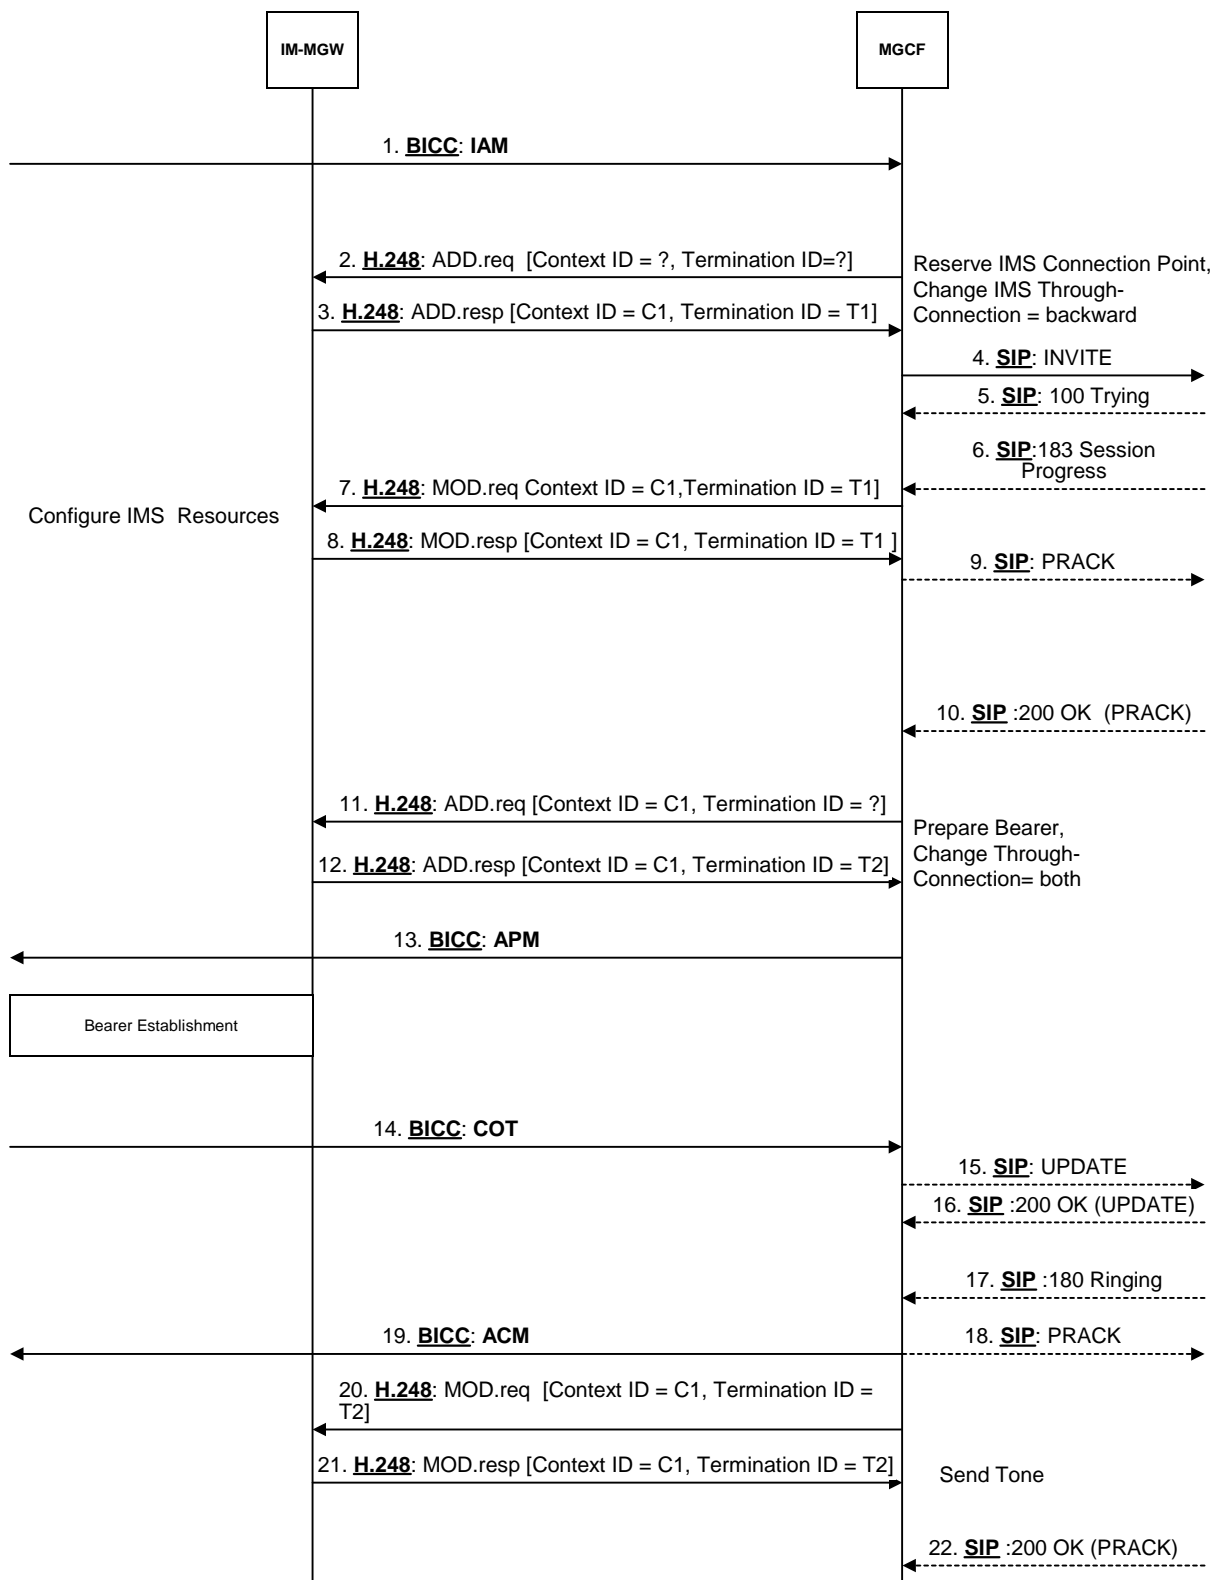 IM-MGW
MGCF
1. BICC: IAM
2. H.248: ADD.req [Context ID = ?, Termination ID=?]
Reserve IMS Connection Point,
Change IMS Through-
Connection = backward
3. H.248: ADD.resp [Context ID = C1, Termination ID = T1]
4. SIP: INVITE
5. SIP: 100 Trying
6. SIP:183 Session
Progress
7. H.248: MOD.req Context ID = C1,Termination ID = T1]
Configure IMS Resources
8. H.248: MOD.resp [Context ID = C1, Termination ID = T1 ]
9. SIP: PRACK
10. SIP :200 OK (PRACK)
11. H.248: ADD.req [Context ID = C1, Termination ID = ?]
Prepare Bearer,
Change Through-
Connection= both
12. H.248: ADD.resp [Context ID = C1, Termination ID = T2]
13. BICC: APM
Bearer Establishment
14. BICC: COT
15. SIP: UPDATE
16. SIP :200 OK (UPDATE)
17. SIP :180 Ringing
19. BICC: ACM
18. SIP: PRACK
20. H.248: MOD.req [Context ID = C1, Termination ID =
T2]
21. H.248: MOD.resp [Context ID = C1, Termination ID = T2]
Send Tone
22. SIP :200 OK (PRACK)